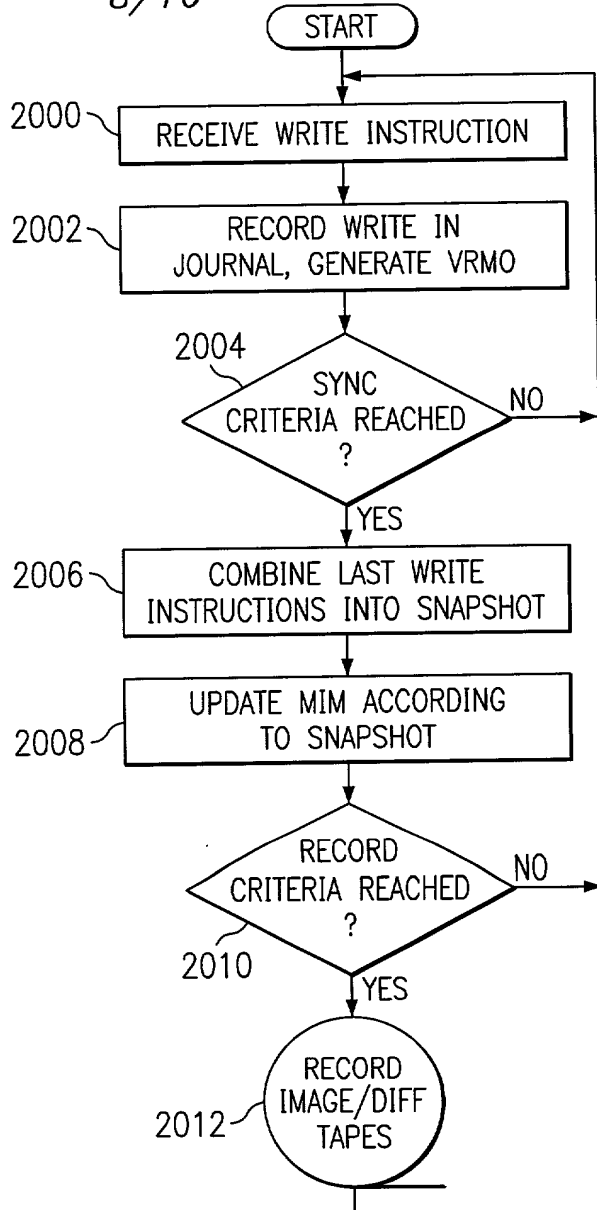 START
2000
RECEIVE WRITE INSTRUCTION
2002
RECORD WRITE IN
JOURNAL, GENERATE VRMO
2004
SYNC
CRITERIA REACHED
?
NO
YES
2006
COMBINE LAST WRITE
INSTRUCTIONS INTO SNAPSHOT
2008
UPDATE MIM ACCORDING
TO SNAPSHOT
RECORD
CRITERIA REACHED
?
NO
2010
YES
2012
RECORD
IMAGE/DIFF
TAPES